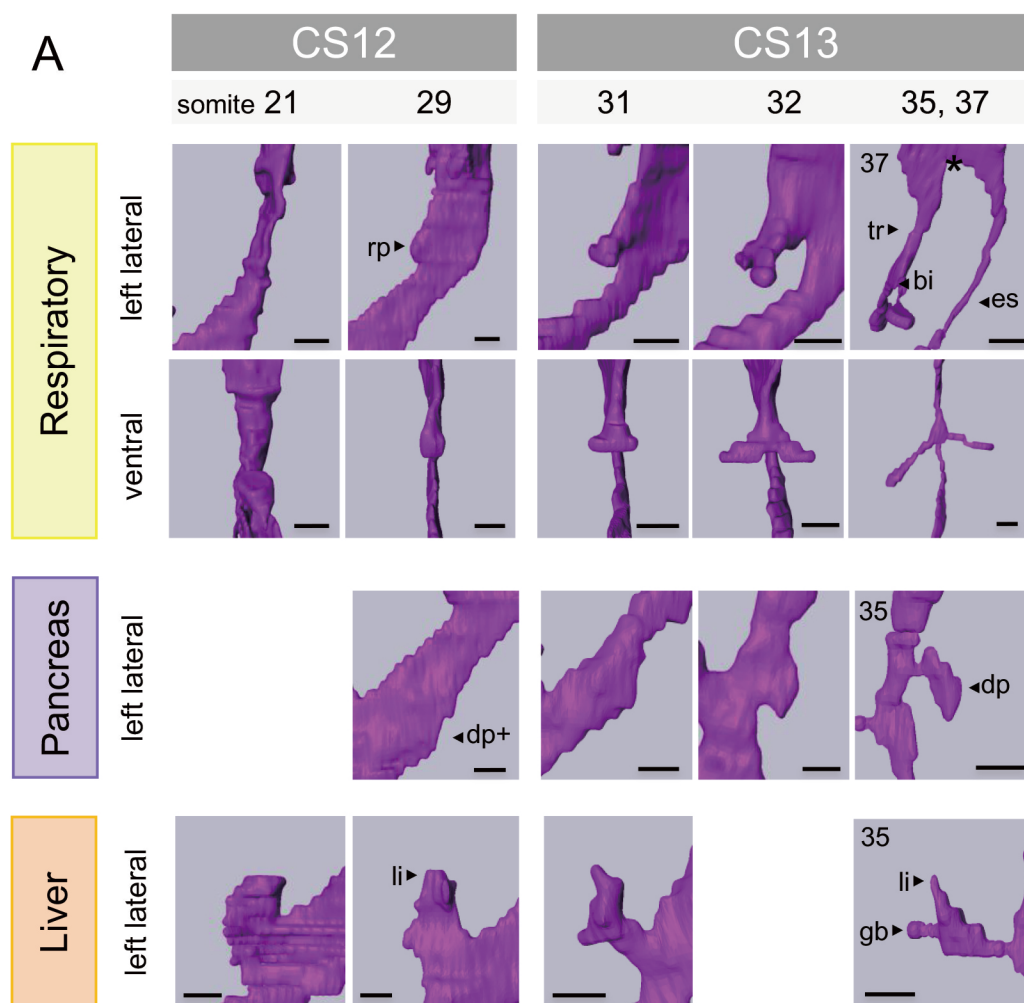 A
CS12
CS13
somite 21
29
31
32
35, 37
Respiratory
left lateral
rp
37
*
tr
bi
es
ventral
Pancreas
left lateral
dp+
35
dp
Liver
left lateral
li
35
li
gb